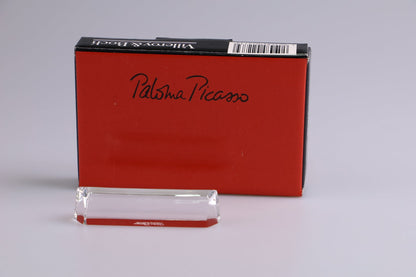 Villeroy & Boch
Paloma Picasso